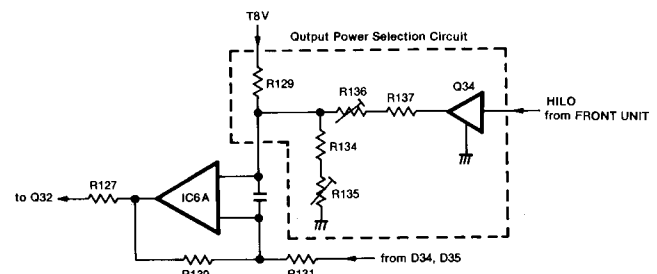 T8V
Qutput Power Selection Circuit
R129
R136
R137
Q34
HILO
from FRONT UNIT
R134
R135
IC6A
R127
to Q32
R131
from D34, D35